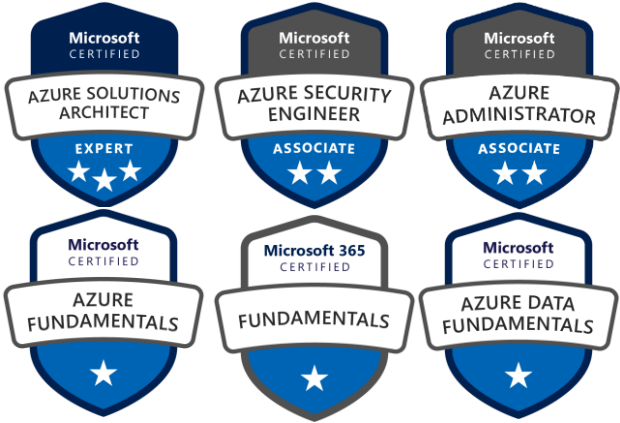 Microsoft
CERTIFIED
AZURE SOLUTIONS
ARCHITECT
EXPERT
Microsoft
CERTIFIED
AZURE SECURITY
ENGINEER
ASSOCIATE
Microsoft
CERTIFIED
AZURE
ADMINISTRATOR
ASSOCIATE
Microsoft
CERTIFIED
AZURE
FUNDAMENTALS
Microsoft 365
CERTIFIED
FUNDAMENTALS
Microsoft
CERTIFIED
AZURE DATA
FUNDAMENTALS